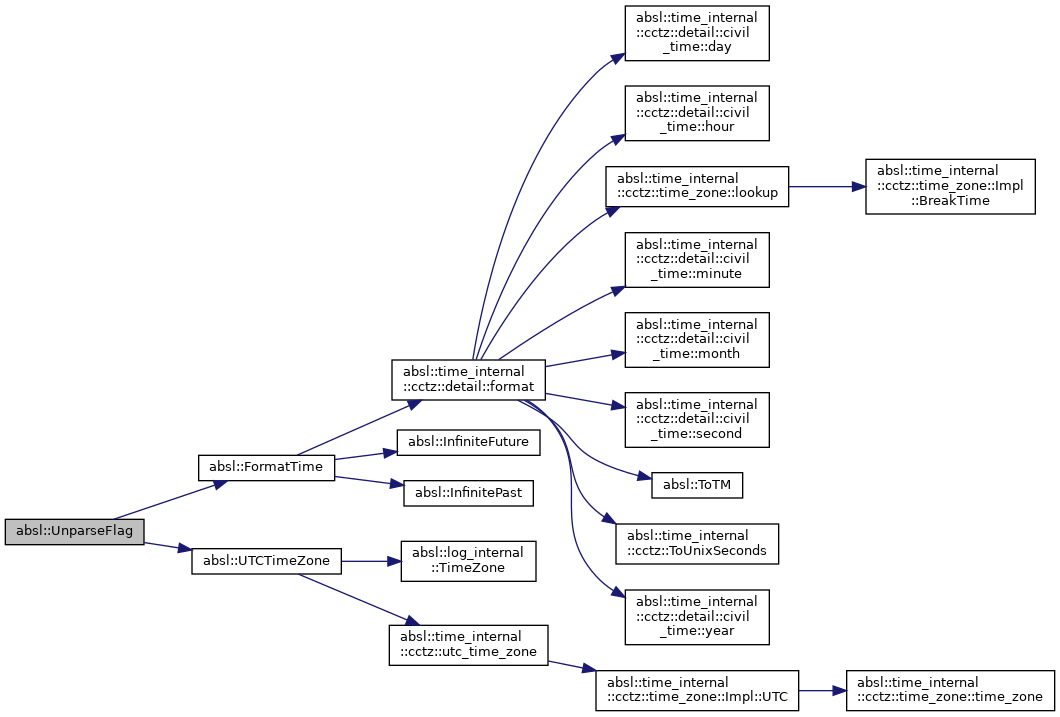 absl::time_internal
::cctz::detail::civil
_time::day
absl::time_internal
::cctz::detail::civil
_time::hour
absl::time_internal
::cctz::time_zone::lookup
absl::time_internal
::cctz::time_zone::Impl
::BreakTime
absl::time_internal
::cctz::detail::civil
_time::minute
absl::time_internal
::cctz::detail::civil
_time::month
absl::time_internal
::cctz::detail::format
absl::time_internal
::cctz::detail::civil
_time::second
absl::InfiniteFuture
absl::FormatTime
absl::ToTM
absl::InfinitePast
absl::UnparseFlag
absl::time_internal
::cctz::ToUnixSeconds
absl::UTCTimeZone
absl::log_internal
::TimeZone
absl::time_internal
::cctz::detail::civil
_time::year
absl::time_internal
::cctz::utc_time_zone
absl::time_internal
::cctz::time_zone::Impl::UTC
absl::time_internal
::cctz::time_zone::time_zone